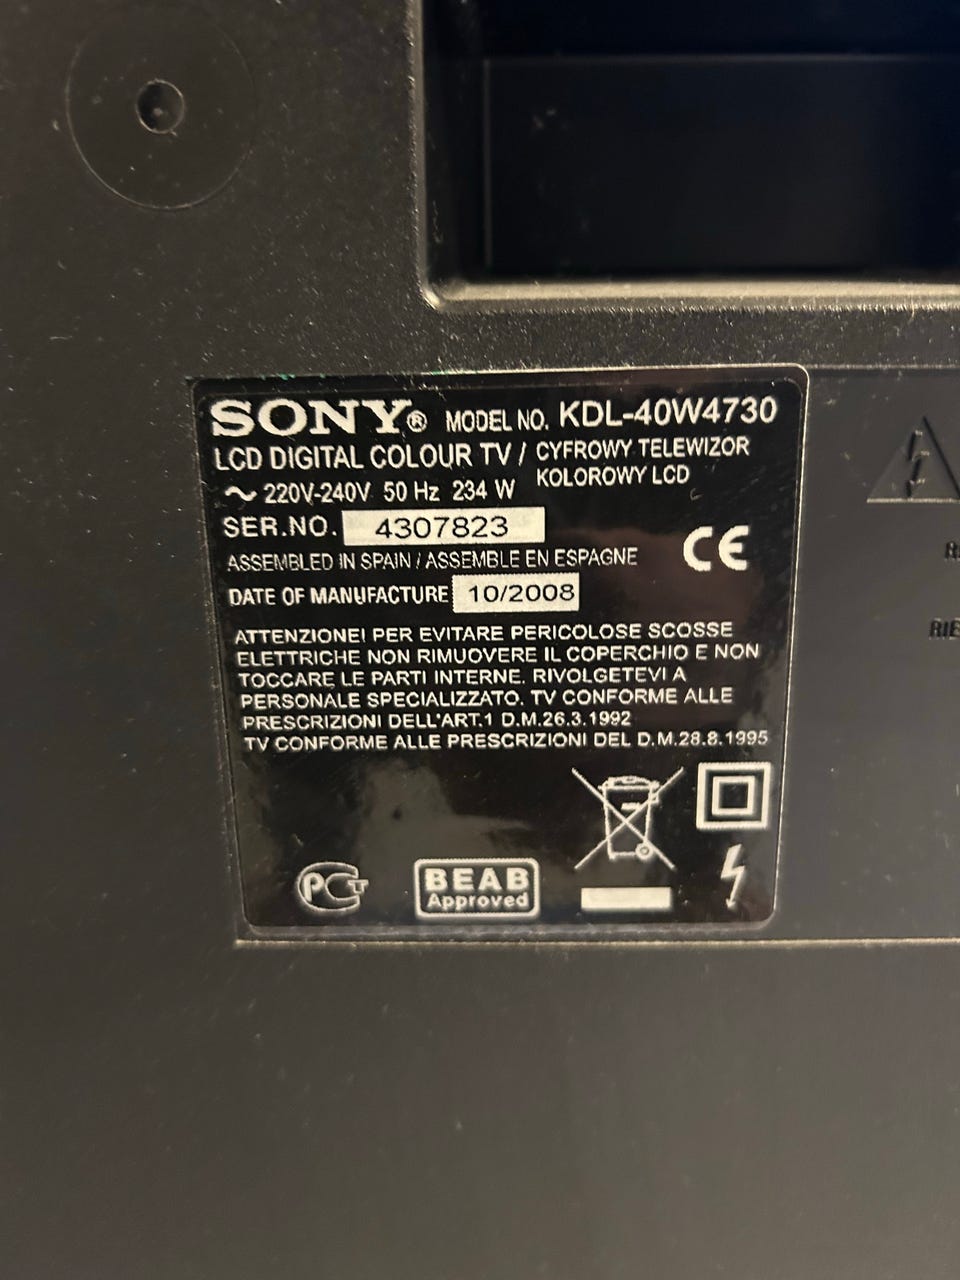 SONY® MODEL NO. KDL-40W4730
LCD DIGITAL COLOUR TV / CYFROWY TELEWIZOR
KOLOROWY LCD
~ 220V-240V 50 Hz 234 W
SER.NO. 4307823
ASSEMBLED IN SPAIN / ASSEMBLE EN ESPAGNE
CE
DATE OF MANUFACTURE 10/2008
ATTENZIONE! PER EVITARE PERICOLOSE SCOSSE
ELETTRICHE NON RIMUOVERE IL COPERCHIO E NON
TOCCARE LE PARTI INTERNE. RIVOLGETEVI A
PERSONALE SPECIALIZZATO. TV CONFORME ALLE
PRESCRIZIONI DELL'ART.1 D.M.26.3.1992
TV CONFORME ALLE PRESCRIZIONI DEL D.M.28.8.1995
BEAB
Approved